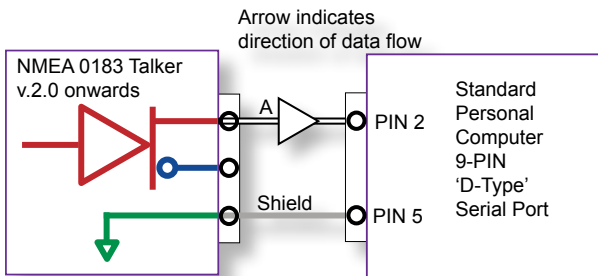 Arrow indicates
direction of data flow
NMEA 0183 Talker
v.2.0 onwards
A
PIN 2
Shield
PIN 5
Standard
Personal
Computer
9-PIN
‘D-Type’
Serial Port